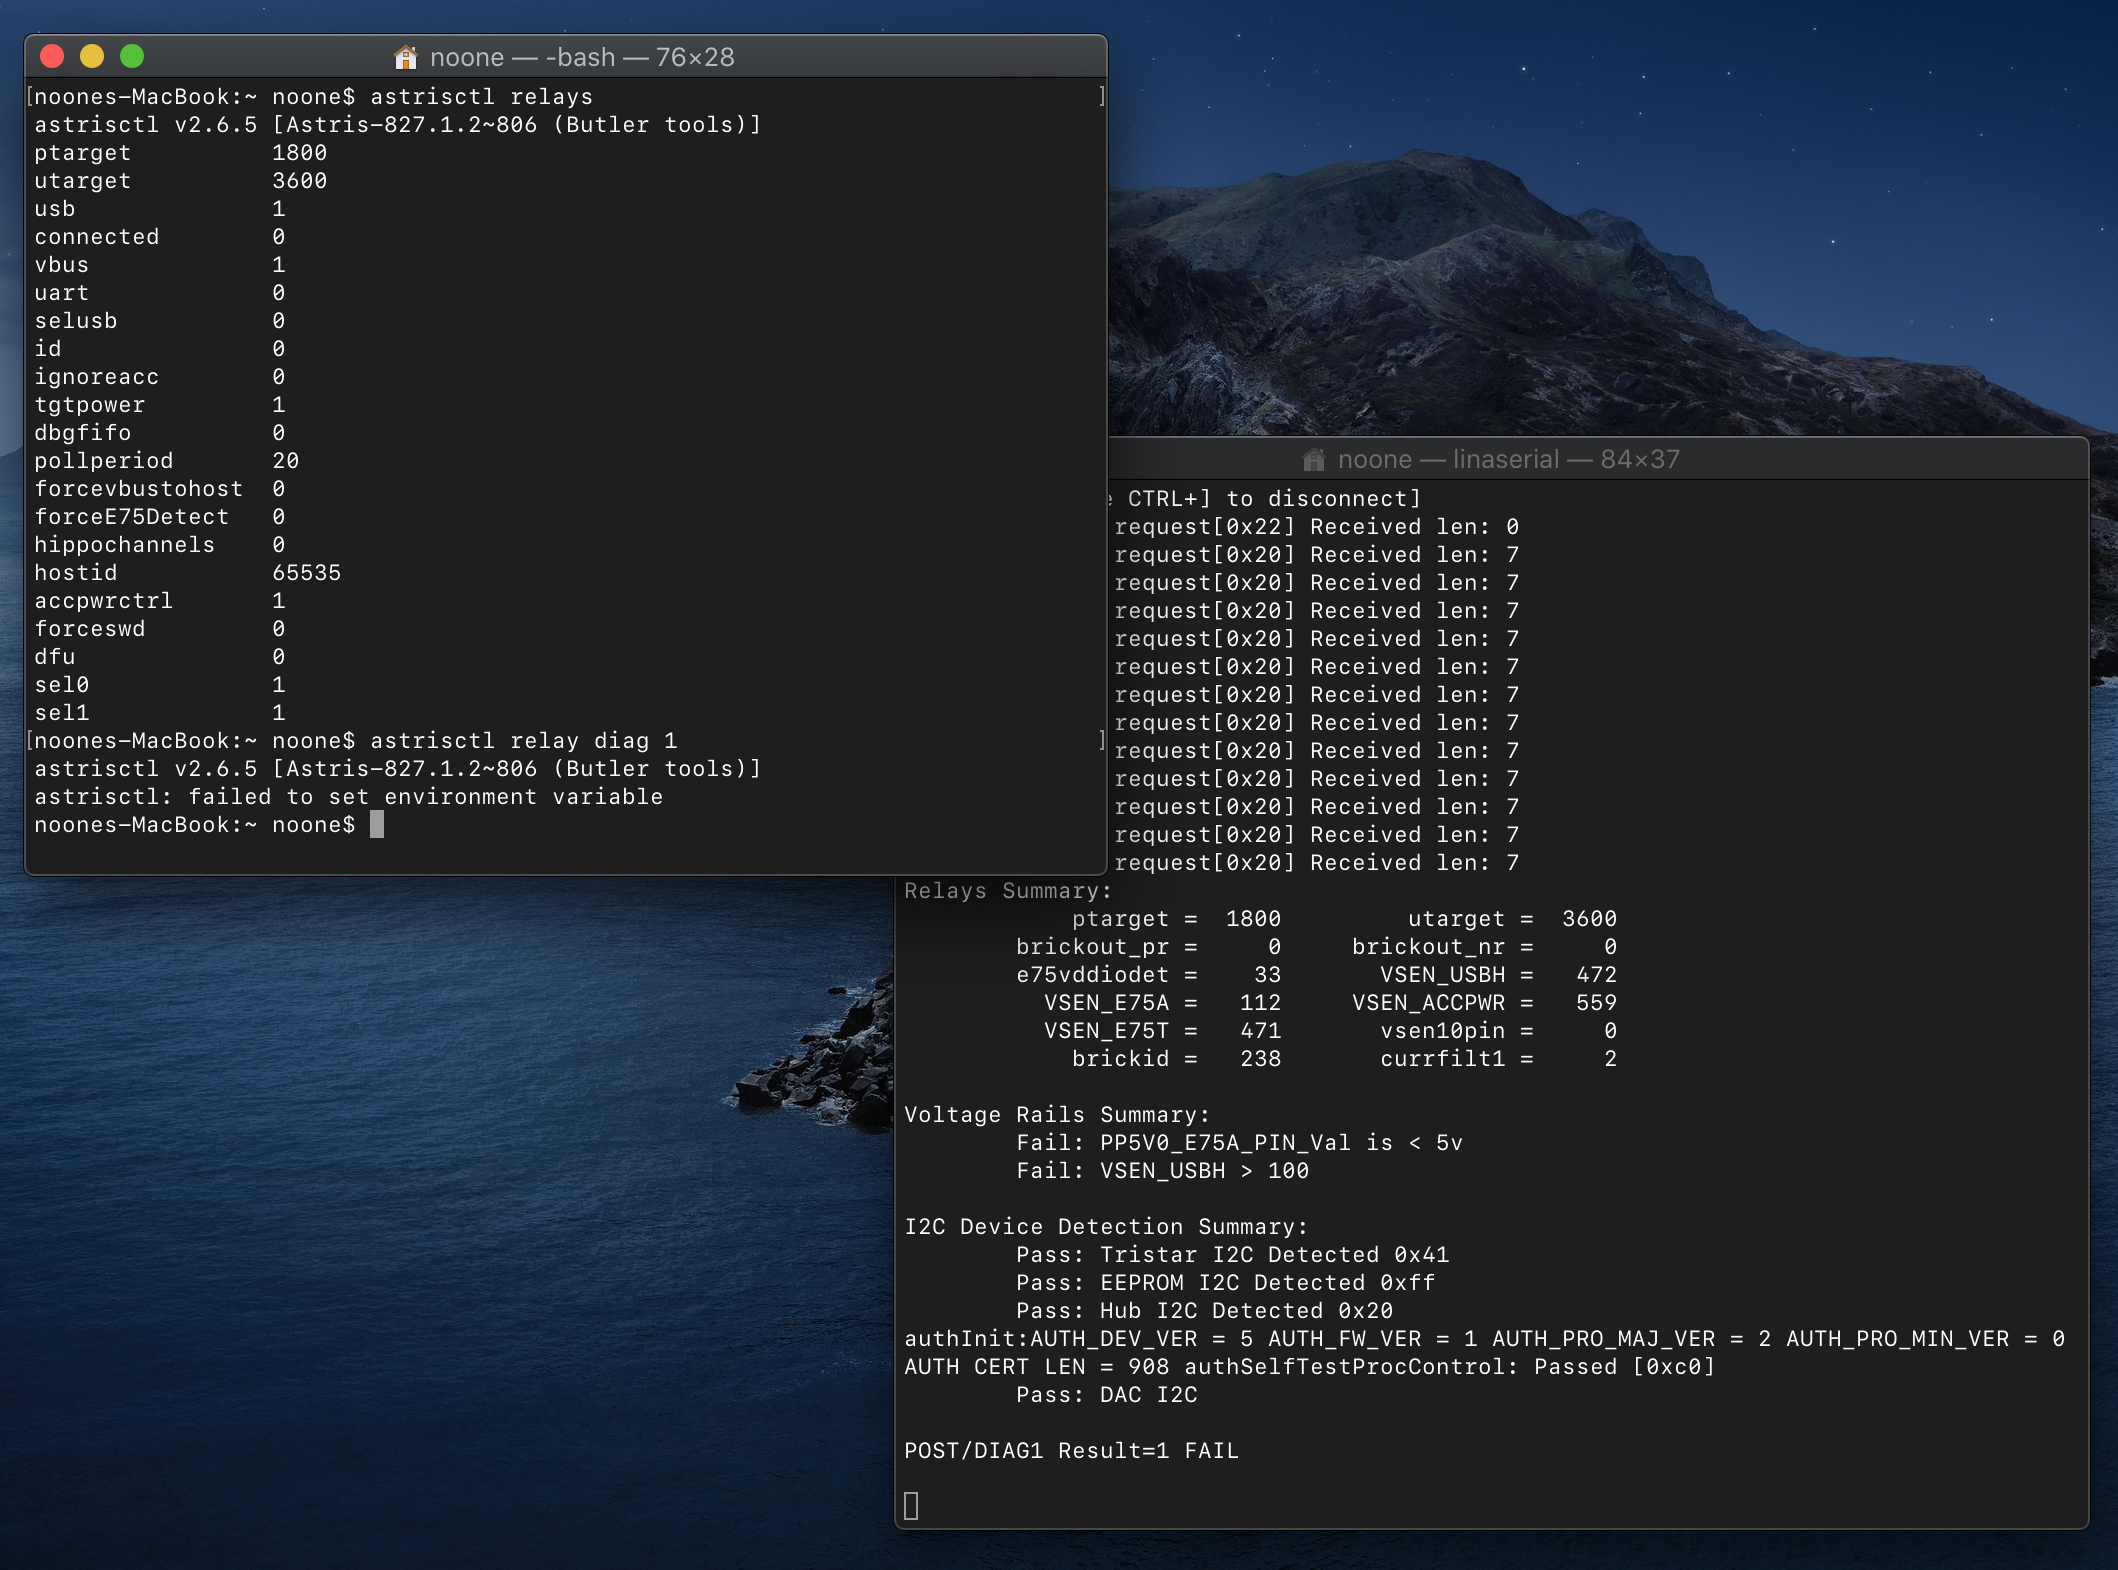 noone — -bash — 76×28
[noones-MacBook:~ noone$ astrisctl relays ]
astrisctl v2.6.5 [Astris-827.1.2~806 (Butler tools)]
ptarget 1800
utarget 3600
usb 1
connected 0
vbus 1
uart 0
selusb 0
id 0
ignoreacc 0
tgtpower 1
dbgfifo 0
pollperiod 20
forcevbustohost 0
forceE75Detect 0
hippochannels 0
hostid 65535
accpwrctrl 1
forceswd 0
dfu 0
sel0 1
sel1 1
[noones-MacBook:~ noone$ astrisctl relay diag 1 ]
astrisctl v2.6.5 [Astris-827.1.2~806 (Butler tools)]
astrisctl: failed to set environment variable
noones-MacBook:~ noone$
noone — linaserial — 84×37
CTRL+] to disconnect]
request[0x22] Received len: 0
request[0x20] Received len: 7
request[0x20] Received len: 7
request[0x20] Received len: 7
request[0x20] Received len: 7
request[0x20] Received len: 7
request[0x20] Received len: 7
request[0x20] Received len: 7
request[0x20] Received len: 7
request[0x20] Received len: 7
request[0x20] Received len: 7
request[0x20] Received len: 7
request[0x20] Received len: 7
Relays Summary:
ptarget = 1800 utarget = 3600
brickout_pr = 0 brickout_nr = 0
e75vddiodet = 33 VSEN_USBH = 472
VSEN_E75A = 112 VSEN_ACCPWR = 559
VSEN_E75T = 471 vsen10pin = 0
brickid = 238 currfilt1 = 2
Voltage Rails Summary:
Fail: PP5V0_E75A_PIN_Val is < 5v
Fail: VSEN_USBH > 100
I2C Device Detection Summary:
Pass: Tristar I2C Detected 0x41
Pass: EEPROM I2C Detected 0xff
Pass: Hub I2C Detected 0x20
authInit:AUTH_DEV_VER = 5 AUTH_FW_VER = 1 AUTH_PRO_MAJ_VER = 2 AUTH_PRO_MIN_VER = 0
AUTH CERT LEN = 908 authSelfTestProcControl: Passed [0xc0]
Pass: DAC I2C
POST/DIAG1 Result=1 FAIL